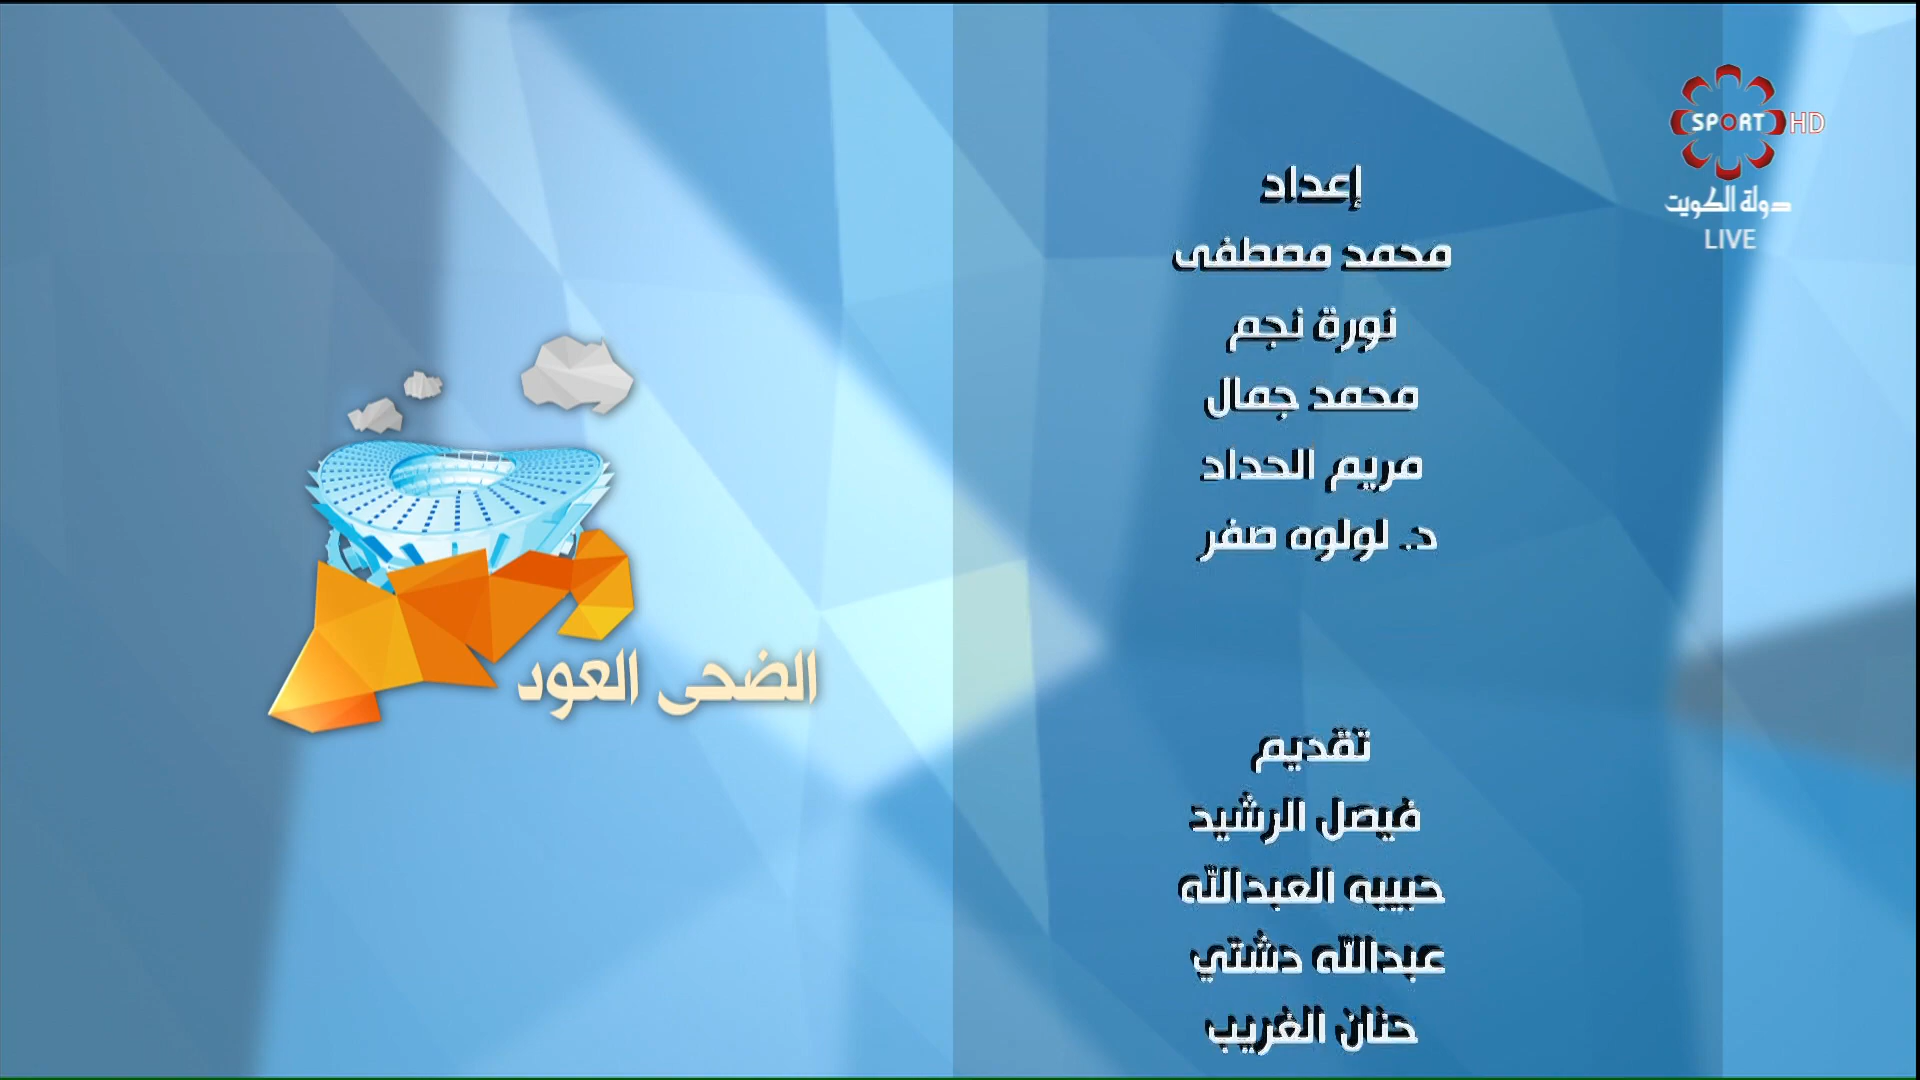 SPORT HD
دولة الكويت
LIVE
إعداد
محمد مصطفى
نورة نجم
محمد جمال
مريم الحداد
د. لولوه صفر
تقديم
فيصل الرشيد
حبيبه العبدالله
عبدالله دشتي
حنان الغريب
الضحى العود